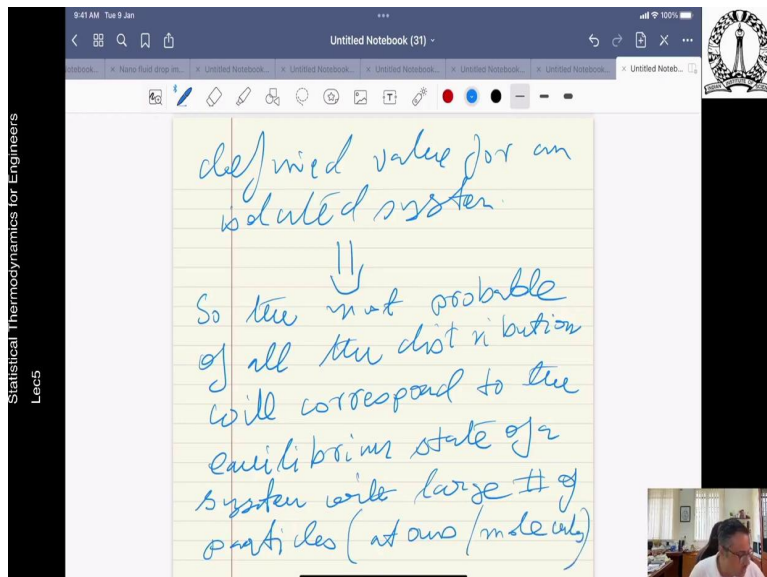 9:41 AM Tue 9 Jan
100%
Untitled Notebook (31)
otebook...
Nano fluid drop im...
Untitled Notebook...
Untitled Notebook...
Untitled Notebook...
Untitled Notebook...
Untitled Notebook...
Untitled Noteb...
Statistical Thermodynamics for Engineers
Lec5
defined value for an
isolated system.
So the most probable
of all the distribution
will correspond to the
equilibrium state of a
system with large # of
particles (atoms/molecules)